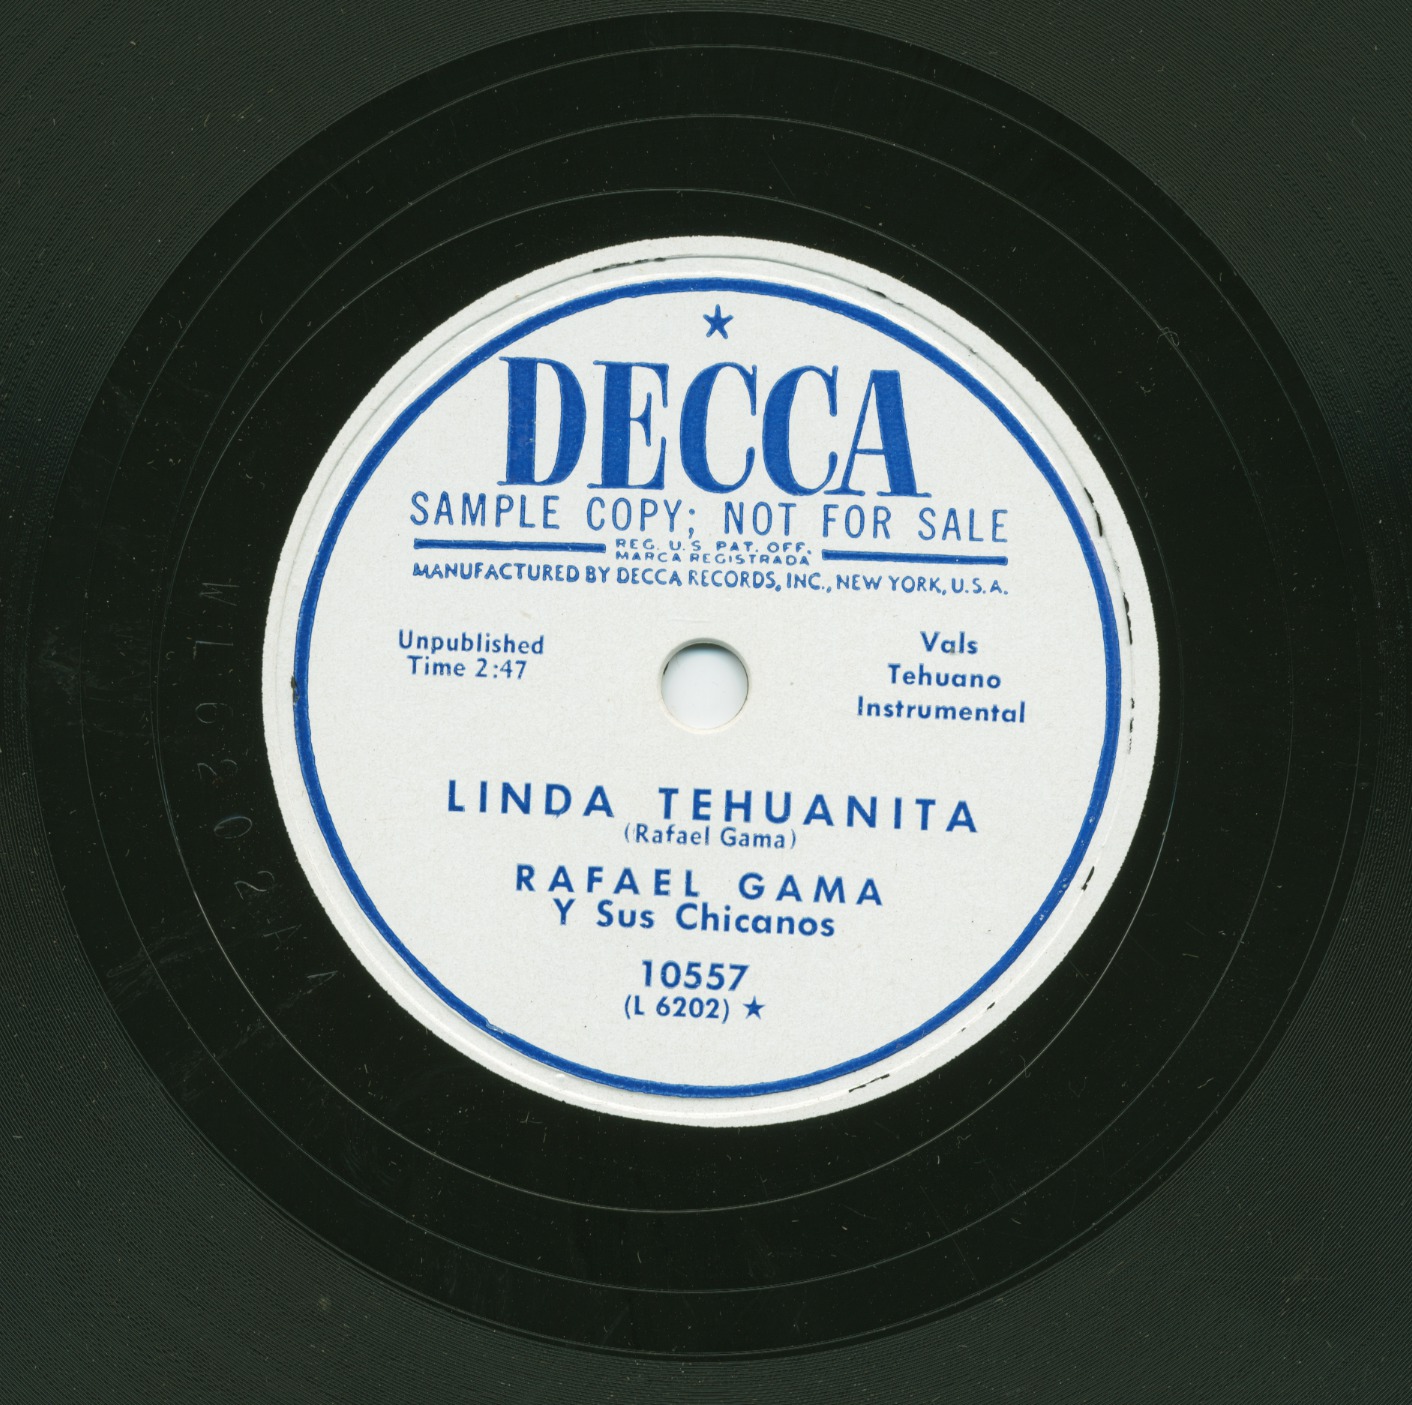 DECCA
SAMPLE COPY; NOT FOR SALE
REG. U.S. PAT. OFF.
MARCA REGISTRADA
MANUFACTURED BY DECCA RECORDS, INC., NEW YORK, U.S.A.
Unpublished
Time 2:47
Vals
Tehuano
Instrumental
LINDA TEHUANITA
(Rafael Gama)
RAFAEL GAMA
Y Sus Chicanos
10557
(L 6202) ★